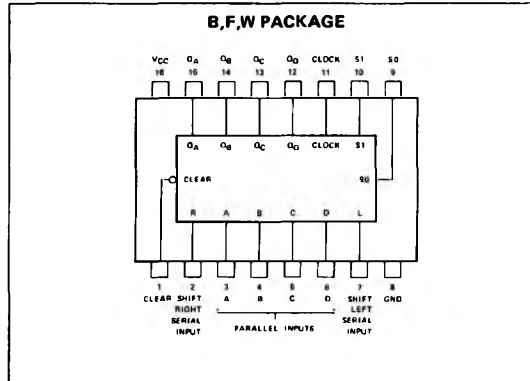 B,F,W PACKAGE
VCC QA QB QC QD CLOCK S1 S0
16 15 14 13 12 11 10 9
QA QB QC QD CLOCK S1
CLEAR S0
R A B C D L
1 2 3 4 5 6 7 8
CLEAR SHIFT A B C D SHIFT GND
RIGHT LEFT
SERIAL PARALLEL INPUTS SERIAL
INPUT INPUT